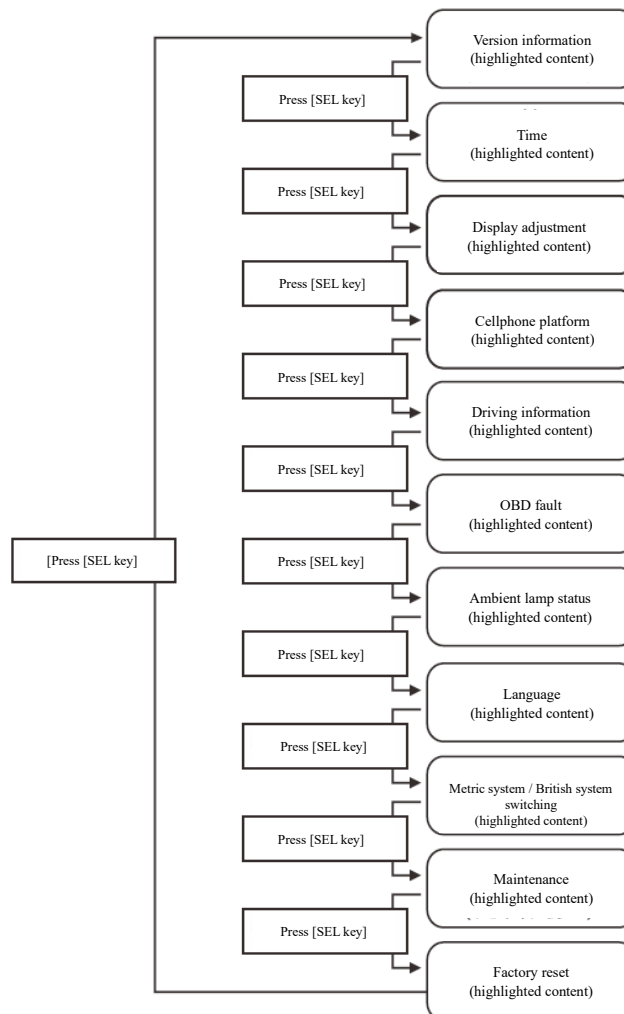 Version information
(highlighted content)
Press [SEL key]
Time
(highlighted content)
Press [SEL key]
Display adjustment
(highlighted content)
Press [SEL key]
Cellphone platform
(highlighted content)
Press [SEL key]
Driving information
(highlighted content)
Press [SEL key]
OBD fault
(highlighted content)
[Press [SEL key]
Press [SEL key]
Ambient lamp status
(highlighted content)
Press [SEL key]
Language
(highlighted content)
Press [SEL key]
Metric system / British system
switching
(highlighted content)
Press [SEL key]
Maintenance
(highlighted content)
Press [SEL key]
Factory reset
(highlighted content)